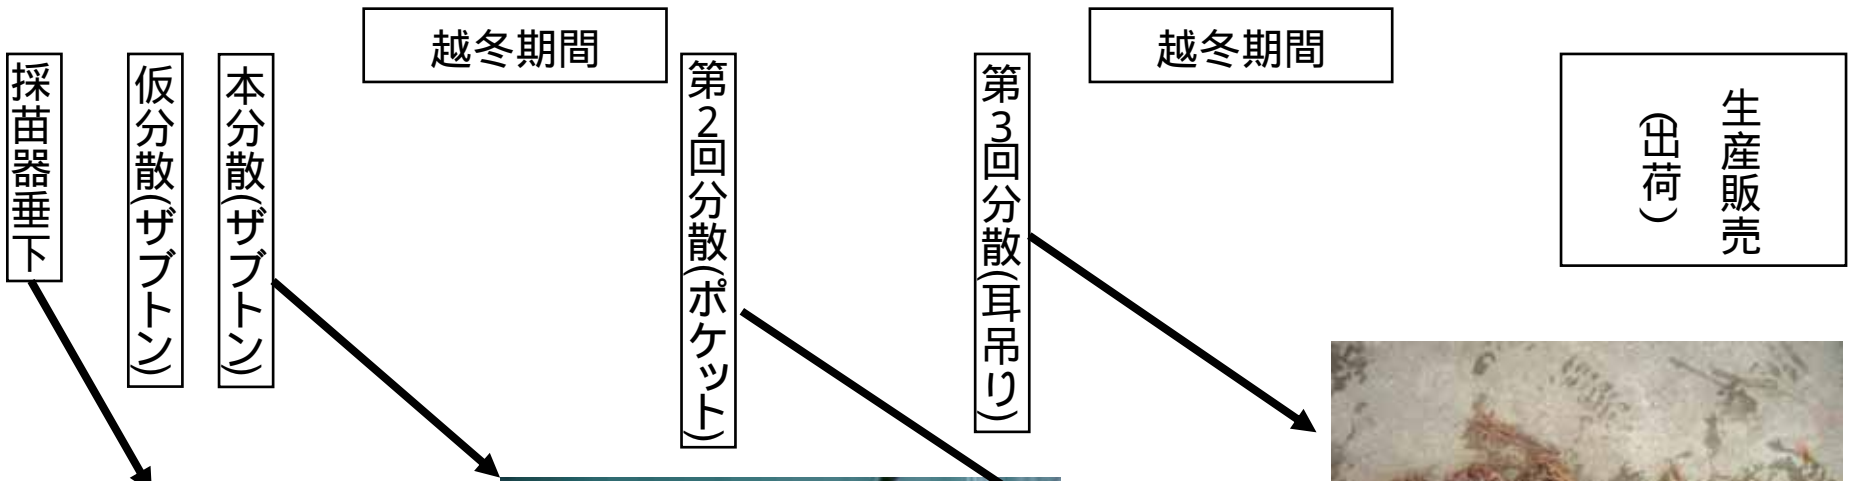 採苗器垂下
仮分散(ザブトン)
本分散(ザブトン)
越冬期間
第2回分散(ポケット)
第3回分散(耳吊り)
越冬期間
生産販売
(出荷)